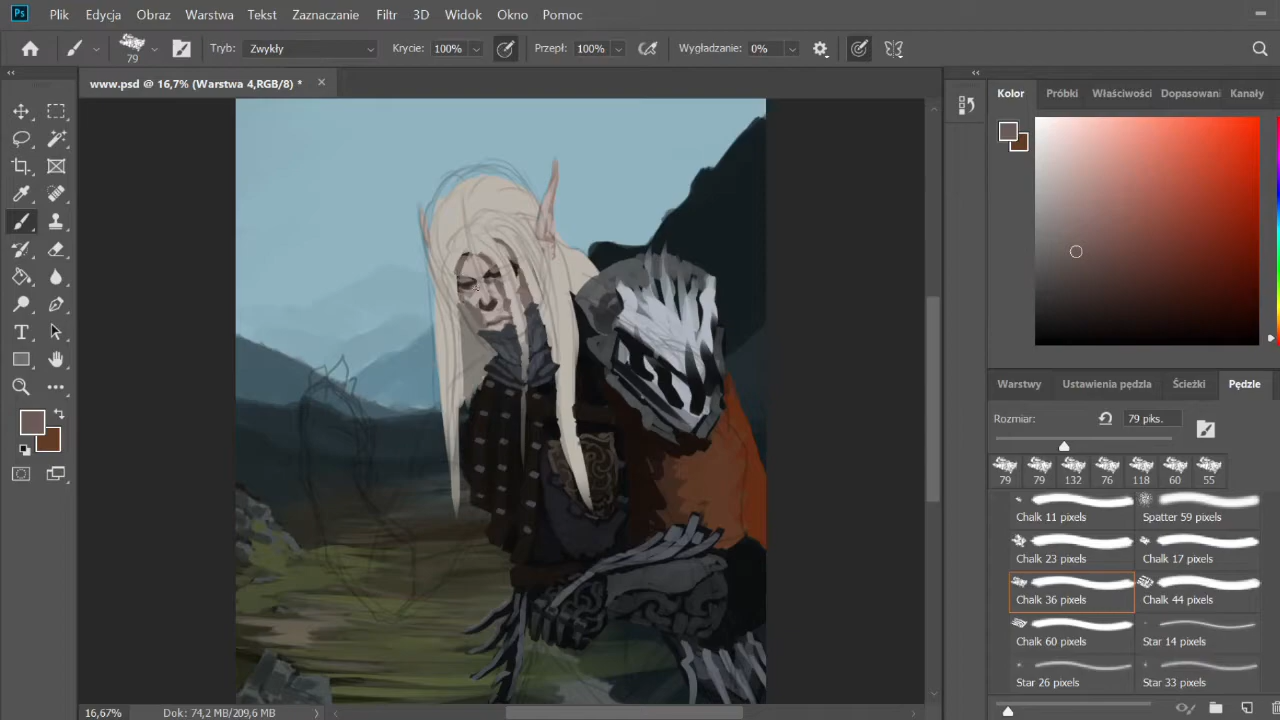 Ps Plik Edycja Obraz Warstwa Tekst Zaznaczanie Filtr 3D Widok Okno Pomoc
79 Tryb: Zwykły Krycie: 100% Przepł: 100% Wygładzanie: 0%
www.psd @ 16,7% (Warstwa 4,RGB/8) *
Kolor Próbki Właściwości Dopasowani Kanały
Warstwy Ustawienia pędzla Ścieżki Pędzle
Rozmiar: 79 piks.
79 79 132 76 118 60 55
Chalk 11 pixels Spatter 59 pixels
Chalk 23 pixels Chalk 17 pixels
Chalk 36 pixels Chalk 44 pixels
Chalk 60 pixels Star 14 pixels
Star 26 pixels Star 33 pixels
16,67% Dok: 74,2 MB/209,6 MB